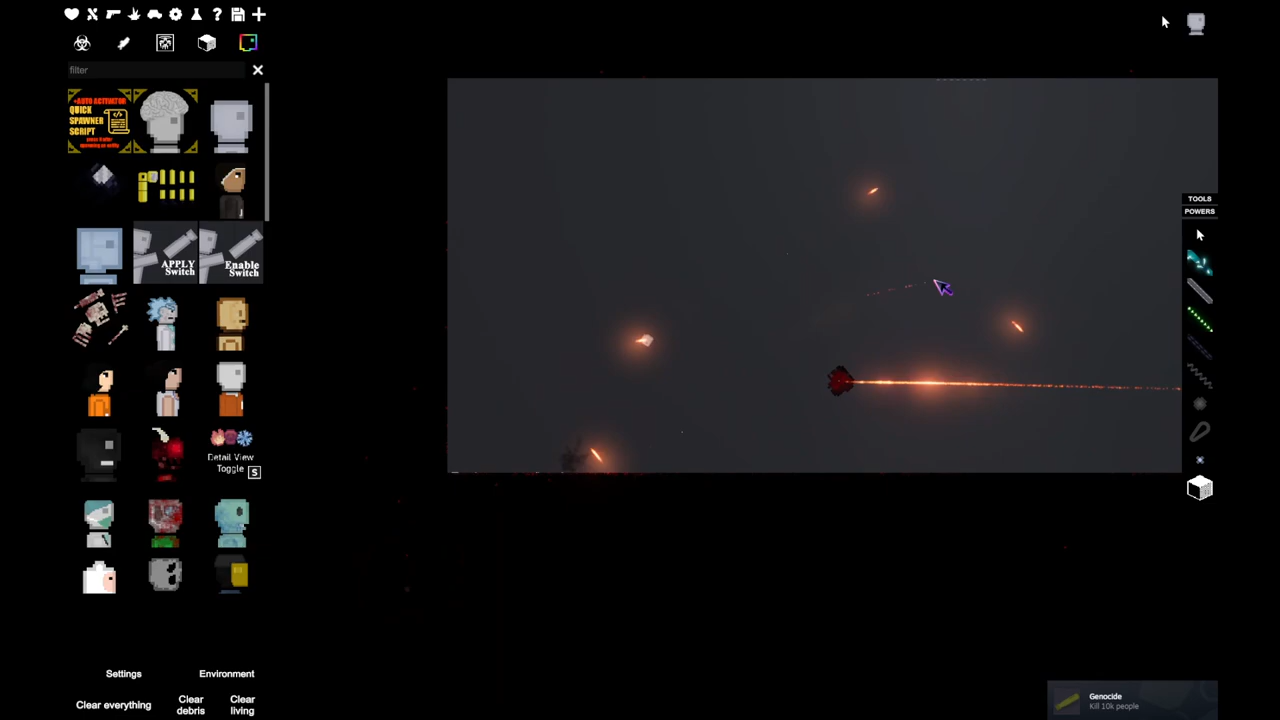 filter
+AUTO ACTIVATOR
QUICK
SPAWNER
SCRIPT
APPLY
Switch
Enable
Switch
Detail View
Toggle S
TOOLS
POWERS
Settings
Environment
Clear everything
Clear
debris
Clear
living
Genocide
Kill 10k people